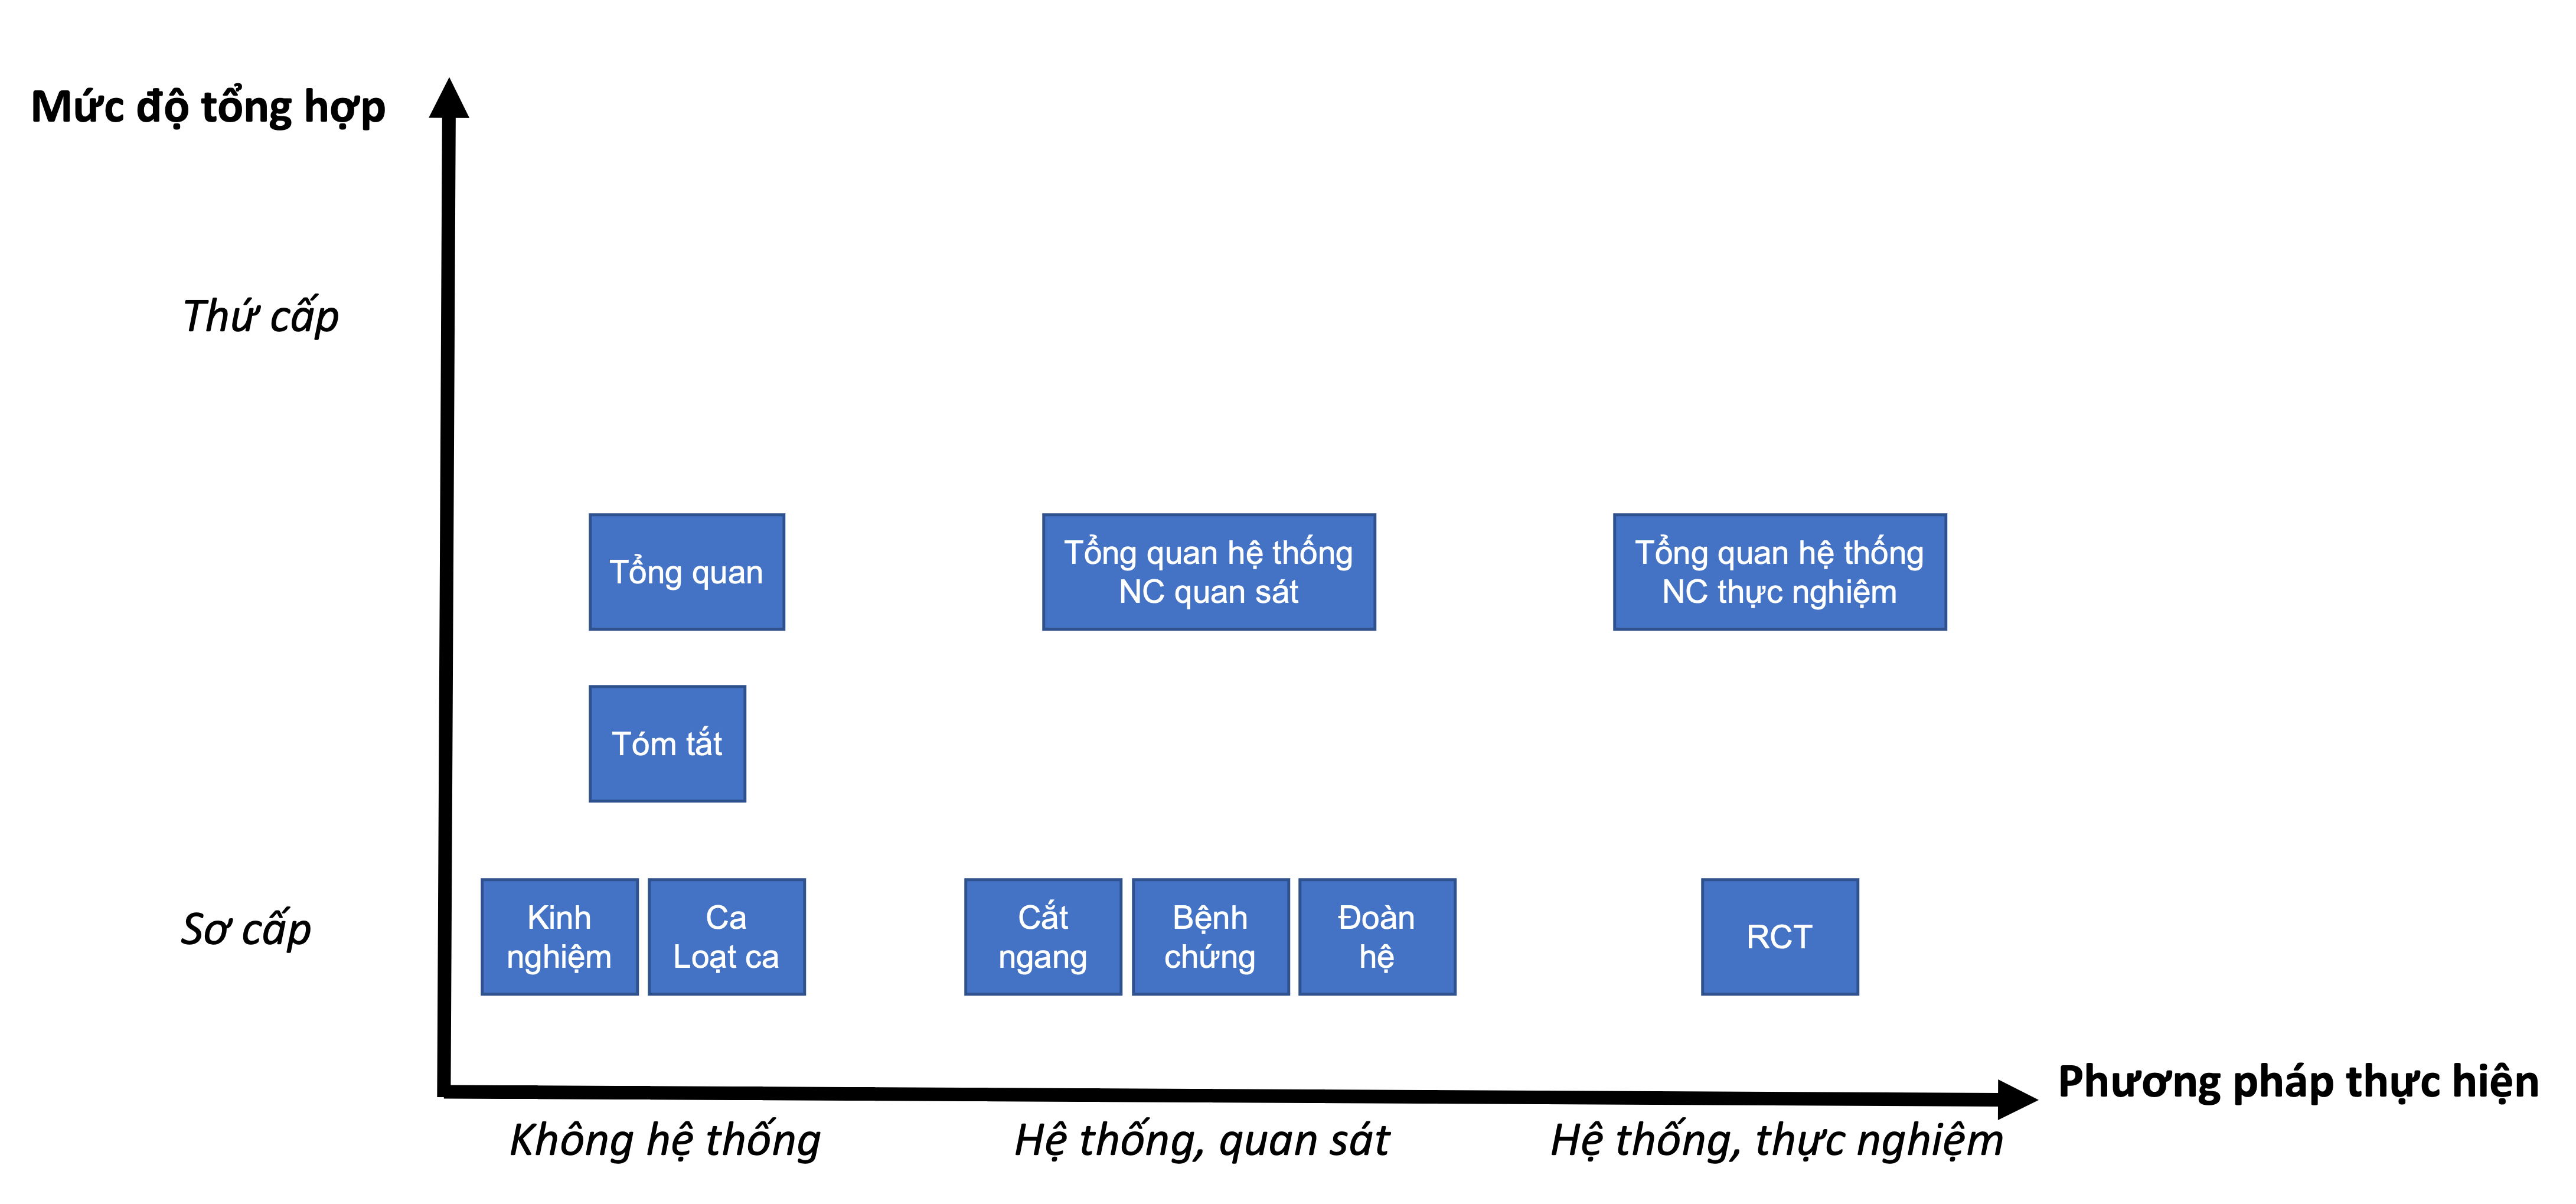 Mức độ tổng hợp
Thứ cấp
Tổng quan
Tổng quan hệ thống
NC quan sát
Tổng quan hệ thống
NC thực nghiệm
Tóm tắt
Sơ cấp
Kinh
nghiệm
Ca
Loạt ca
Cắt
ngang
Bệnh
chứng
Đoàn
hệ
RCT
Phương pháp thực hiện
Không hệ thống
Hệ thống, quan sát
Hệ thống, thực nghiệm